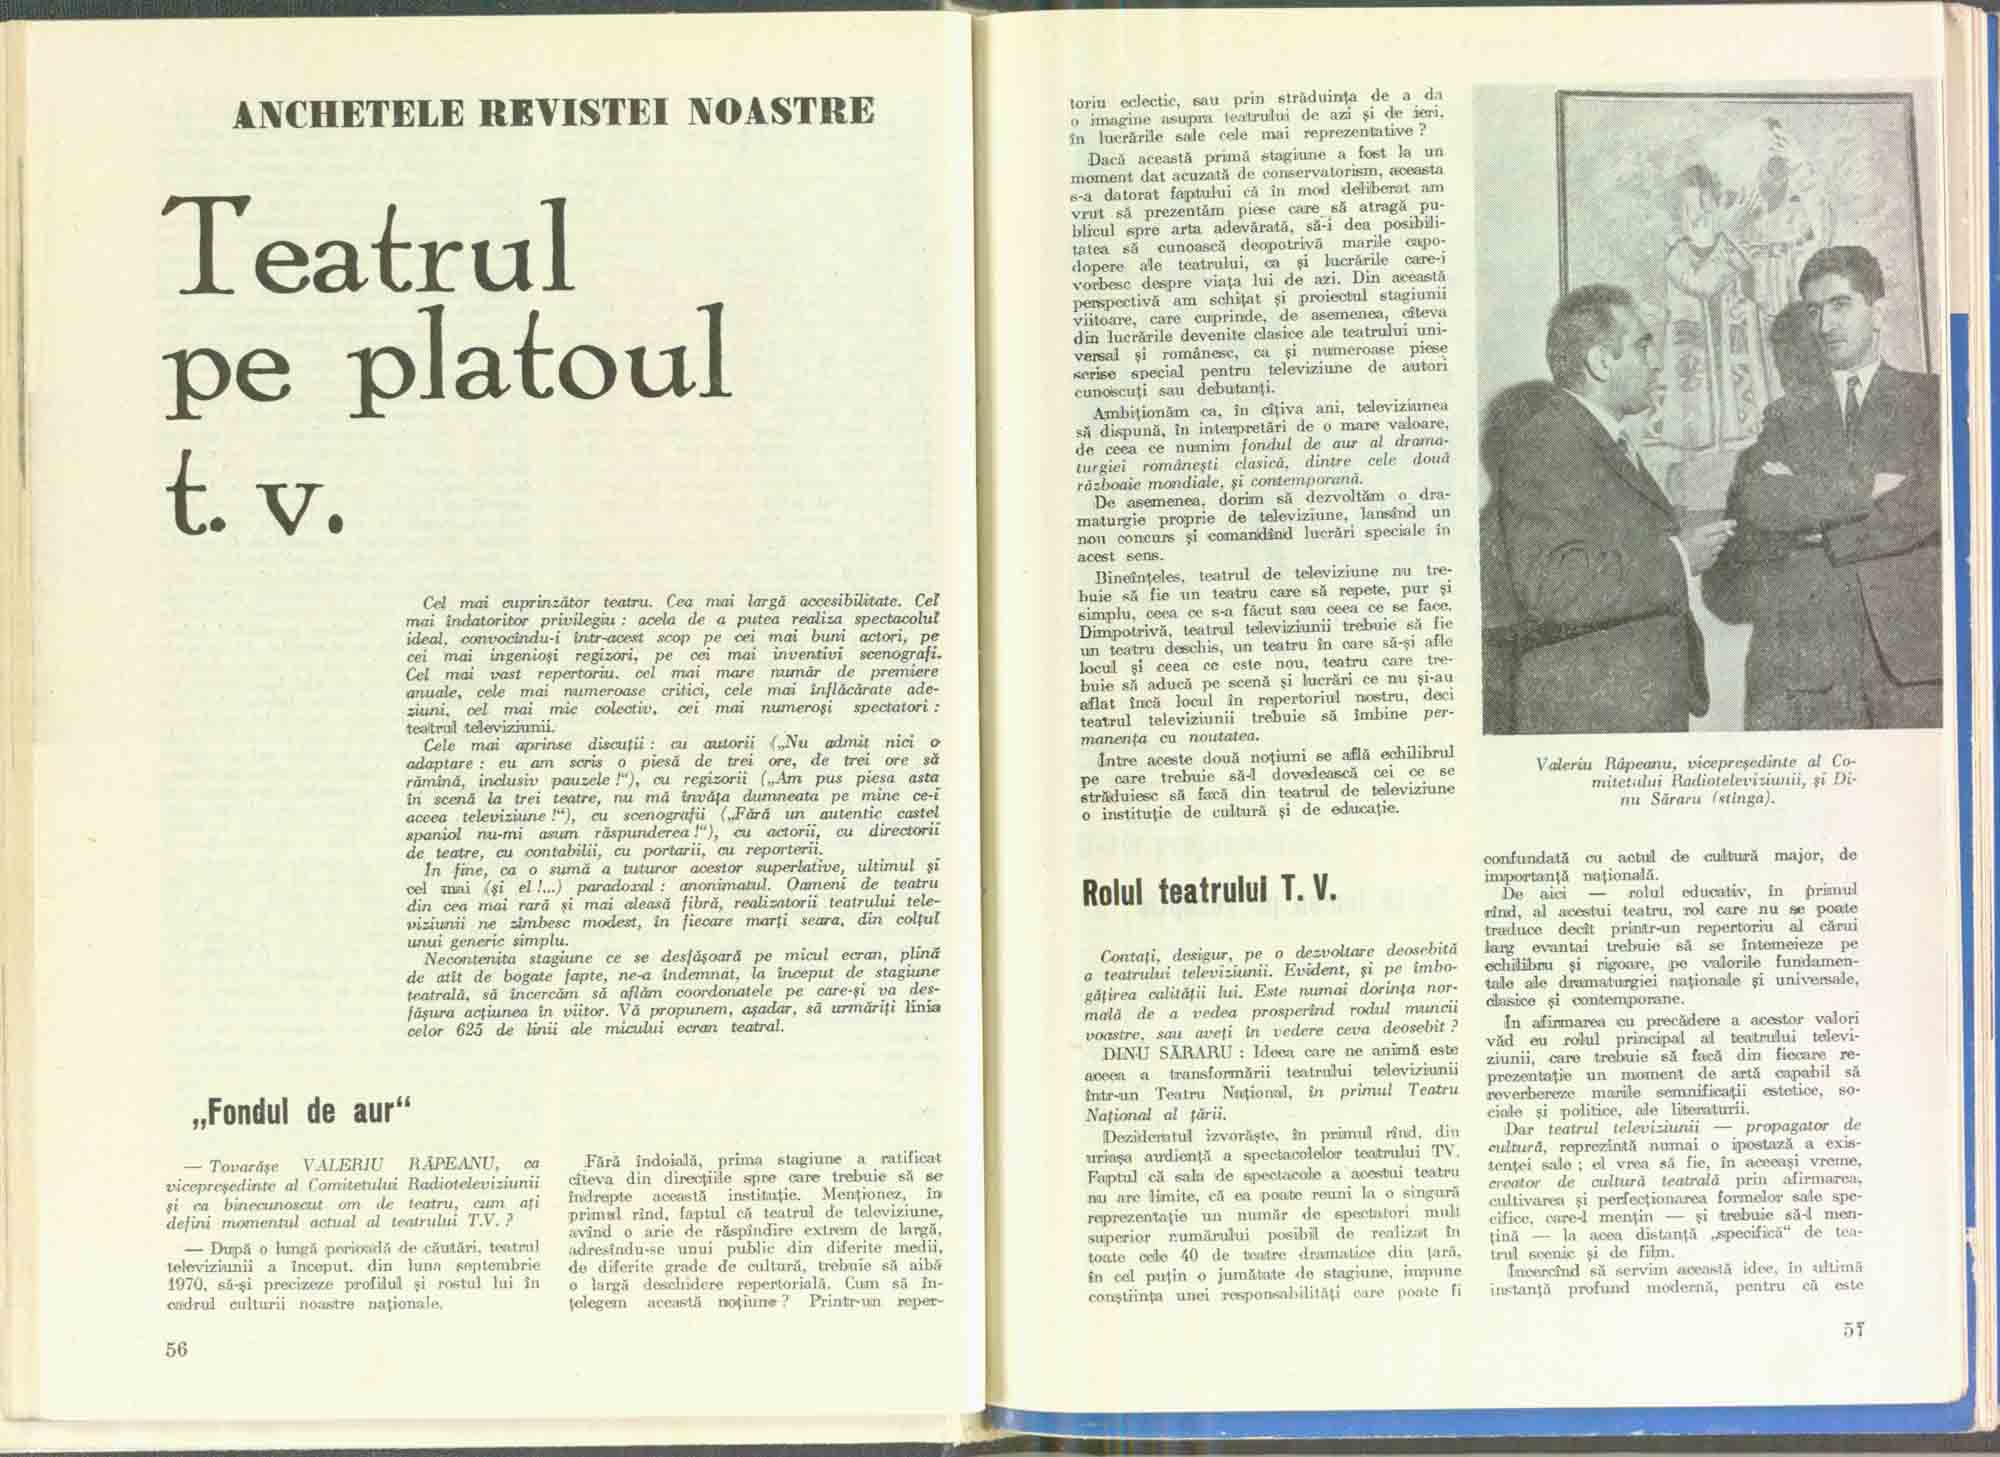 ANCHETELE REVISTEI NOASTRE
Teatrul
pe platoul
t. v.
Cel mai cuprinzător teatru. Cea mai largă accesibilitate. Cel
mai îndatoritor privilegiu : acela de a putea realiza spectacolul
ideal, convocîndu-i într-acest scop pe cei mai buni actori, pe
cei mai ingenioşi regizori, pe cei mai inventivi scenografi.
Cel mai vast repertoriu. cel mai mare număr de premiere
anuale, cele mai numeroase critici, cele mai înflăcărate ade-
ziuni, cel mai mic colectiv, cei mai numeroşi spectatori :
teatrul televiziunii.
Cele mai aprinse discuţii : cu autorii („Nu admit nici o
adaptare : eu am scris o piesă de trei ore, de trei ore să
rămînă, inclusiv pauzele !“), cu regizorii („Am pus piesa asta
în scenă la trei teatre, nu mă învăţa dumneata pe mine ce-i
aceea televiziune !“), cu scenografii („Fără un autentic castel
spaniol nu-mi asum răspunderea !“), cu actorii, cu directorii
de teatre, cu contabilii, cu portarii, cu reporterii.
In fine, ca o sumă a tuturor acestor superlative, ultimul şi
cel mai (şi el !...) paradoxal : anonimatul. Oameni de teatru
din cea mai rară şi mai aleasă fibră, realizatorii teatrului tele-
viziunii ne zîmbesc modest, în fiecare marţi seara, din colţul
unui generic simplu.
Necontenita stagiune ce se desfăşoară pe micul ecran, plină
de atît de bogate fapte, ne-a îndemnat, la început de stagiune
teatrală, să încercăm să aflăm coordonatele pe care-şi va des-
făşura acţiunea în viitor. Vă propunem, aşadar, să urmăriţi linia
celor 625 de linii ale micului ecran teatral.
„Fondul de aur“
— Tovarăşe VALERIU RÂPEANU, ca
vicepreşedinte al Comitetului Radioteleviziunii
şi ca binecunoscut om de teatru, cum aţi
defini momentul actual al teatrului T.V. ?
— După o lungă perioadă de căutări, teatrul
televiziunii a început, din luna septembrie
1970, să-şi precizeze profilul şi rostul lui în
cadrul culturii noastre naţionale.
Fără îndoială, prima stagiune a ratificat
cîteva din direcţiile spre care trebuie să se
îndrepte această instituţie. Menţionez, în
primul rînd, faptul că teatrul de televiziune,
avînd o arie de răspîndire extrem de largă,
adresîndu-se unui public din diferite medii,
de diferite grade de cultură, trebuie să aibă
o largă deschidere repertorială. Cum să în-
ţelegem această noţiune ? Printr-un reper-
56
toriu eclectic, sau prin străduinţa de a da
o imagine asupra teatrului de azi şi de ieri,
în lucrările sale cele mai reprezentative ?
Dacă această primă stagiune a fost la un
moment dat acuzată de conservatorism, aceasta
s-a datorat faptului că în mod deliberat am
vrut să prezentăm piese care să atragă pu-
blicul spre arta adevărată, să-i dea posibili-
tatea să cunoască deopotrivă marile capo-
dopere ale teatrului, ca şi lucrările care-i
vorbesc despre viaţa lui de azi. Din această
perspectivă am schiţat şi proiectul stagiunii
viitoare, care cuprinde, de asemenea, cîteva
din lucrările devenite clasice ale teatrului uni-
versal şi românesc, ca şi numeroase piese
scrise special pentru televiziune de autori
cunoscuţi sau debutanţi.
Ambiţionăm ca, în cîţiva ani, televiziunea
să dispună, în interpretări de o mare valoare,
de ceea ce numim fondul de aur al drama-
turgiei româneşti clasică, dintre cele două
războaie mondiale, şi contemporană.
De asemenea, dorim să dezvoltăm o dra-
maturgie proprie de televiziune, lansînd un
nou concurs şi comandînd lucrări speciale în
acest sens.
Bineînţeles, teatrul de televiziune nu tre-
buie să fie un teatru care să repete, pur şi
simplu, ceea ce s-a făcut sau ceea ce se face.
Dimpotrivă, teatrul televiziunii trebuie să fie
un teatru deschis, un teatru în care să-şi afle
locul şi ceea ce este nou, teatru care tre-
buie să aducă pe scenă şi lucrări ce nu şi-au
aflat încă locul în repertoriul nostru, deci
teatrul televiziunii trebuie să îmbine per-
manenţa cu noutatea.
Între aceste două noţiuni se află echilibrul
pe care trebuie să-l dovedească cei ce se
străduiesc să facă din teatrul de televiziune
o instituţie de cultură şi de educaţie.
Rolul teatrului T. V.
Contaţi, desigur, pe o dezvoltare deosebită
a teatrului televiziunii. Evident, şi pe îmbo-
găţirea calităţii lui. Este numai dorinţa nor-
mală de a vedea prosperînd rodul muncii
voastre, sau aveţi în vedere ceva deosebit ?
DINU SĂRARU : Ideea care ne animă este
aceea a transformării teatrului televiziunii
într-un Teatru Naţional, în primul Teatru
Naţional al ţării.
Dezideratul izvorăşte, în primul rînd, din
uriaşa audienţă a spectacolelor teatrului TV.
Faptul că sala de spectacole a acestui teatru
nu are limite, că ea poate reuni la o singură
reprezentaţie un număr de spectatori mult
superior numărului posibil de realizat în
toate cele 40 de teatre dramatice din ţară,
în cel puţin o jumătate de stagiune, impune
conştiinţa unei responsabilităţi care poate fi
Valeriu Râpeanu, vicepreşedinte al Co-
mitetului Radioteleviziunii, şi Di-
nu Săraru (stînga).
confundată cu actul de cultură major, de
importanţă naţională.
De aici — rolul educativ, în primul
rînd, al acestui teatru, rol care nu se poate
traduce decît printr-un repertoriu al cărui
larg evantai trebuie să se întemeieze pe
echilibru şi rigoare, pe valorile fundamen-
tale ale dramaturgiei naţionale şi universale,
clasice şi contemporane.
În afirmarea cu precădere a acestor valori
văd eu rolul principal al teatrului televi-
ziunii, care trebuie să facă din fiecare re-
prezentaţie un moment de artă capabil să
reverbereze marile semnificaţii estetice, so-
ciale şi politice, ale literaturii.
Dar teatrul televiziunii — propagator de
cultură, reprezintă numai o ipostază a exis-
tenţei sale ; el vrea să fie, în aceeaşi vreme,
creator de cultură teatrală prin afirmarea,
cultivarea şi perfecţionarea formelor sale spe-
cifice, care-l menţin — şi trebuie să-l men-
ţină — la acea distanţă „specifică“ de tea-
trul scenic şi de film.
Încercînd să servim această idee, în ultimă
instanţă profund modernă, pentru că este
57